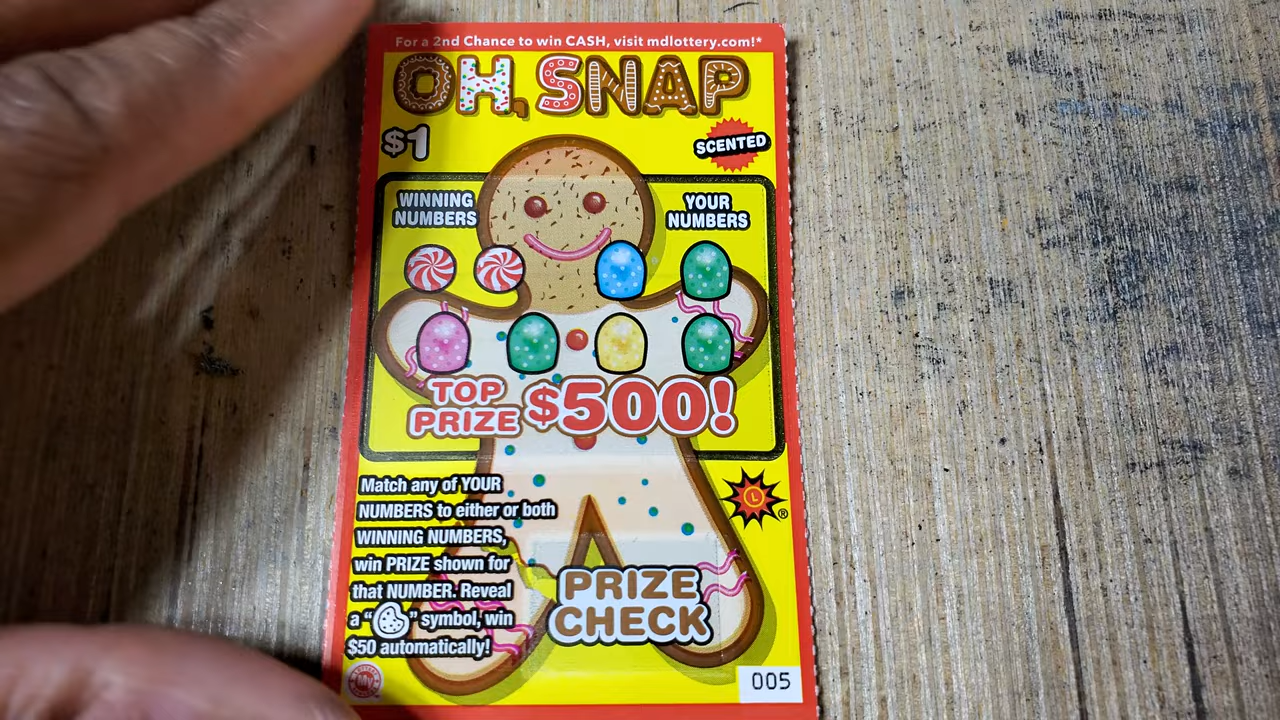 For a 2nd Chance to win CASH, visit mdlottery.com!*
OH, SNAP
$1
SCENTED
WINNING
NUMBERS
YOUR
NUMBERS
TOP
PRIZE $500!
Match any of YOUR
NUMBERS to either or both
WINNING NUMBERS,
win PRIZE shown for
that NUMBER. Reveal
a “ ” symbol, win
$50 automatically!
L ®
PRIZE
CHECK
005